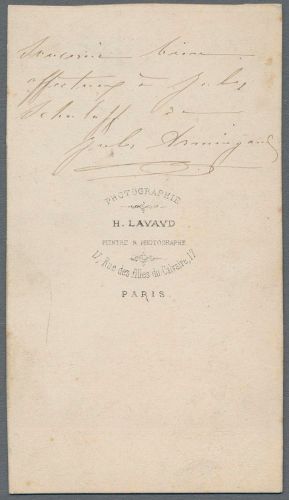 Souvenir bien
affectueux à Jules
Schuloff de
Jules Armingaud
PHOTOGRAPHIE
H. LAVAUD
PEINTRE & PHOTOGRAPHE
17, Rue des filles du Calvaire, 17
PARIS.